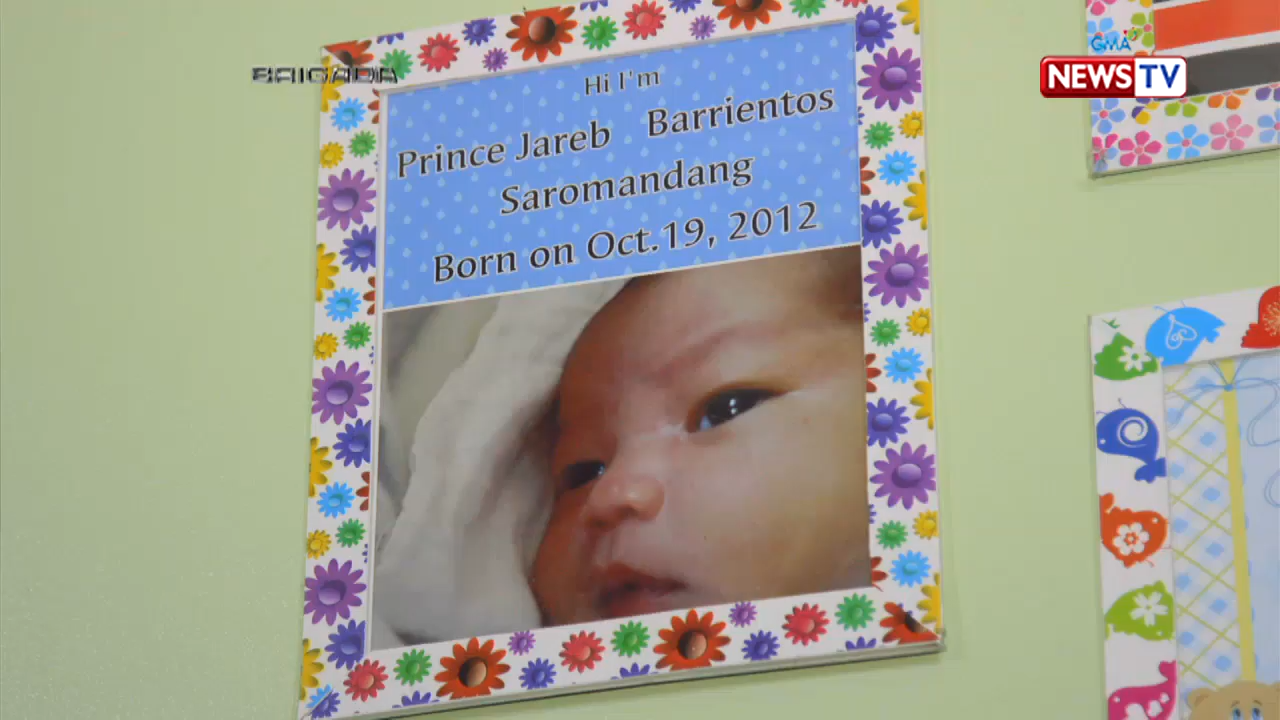 BRIGADA
GMA
NEWS TV
Hi I'm
Prince Jareb Barrientos
Saromandang
Born on Oct.19, 2012